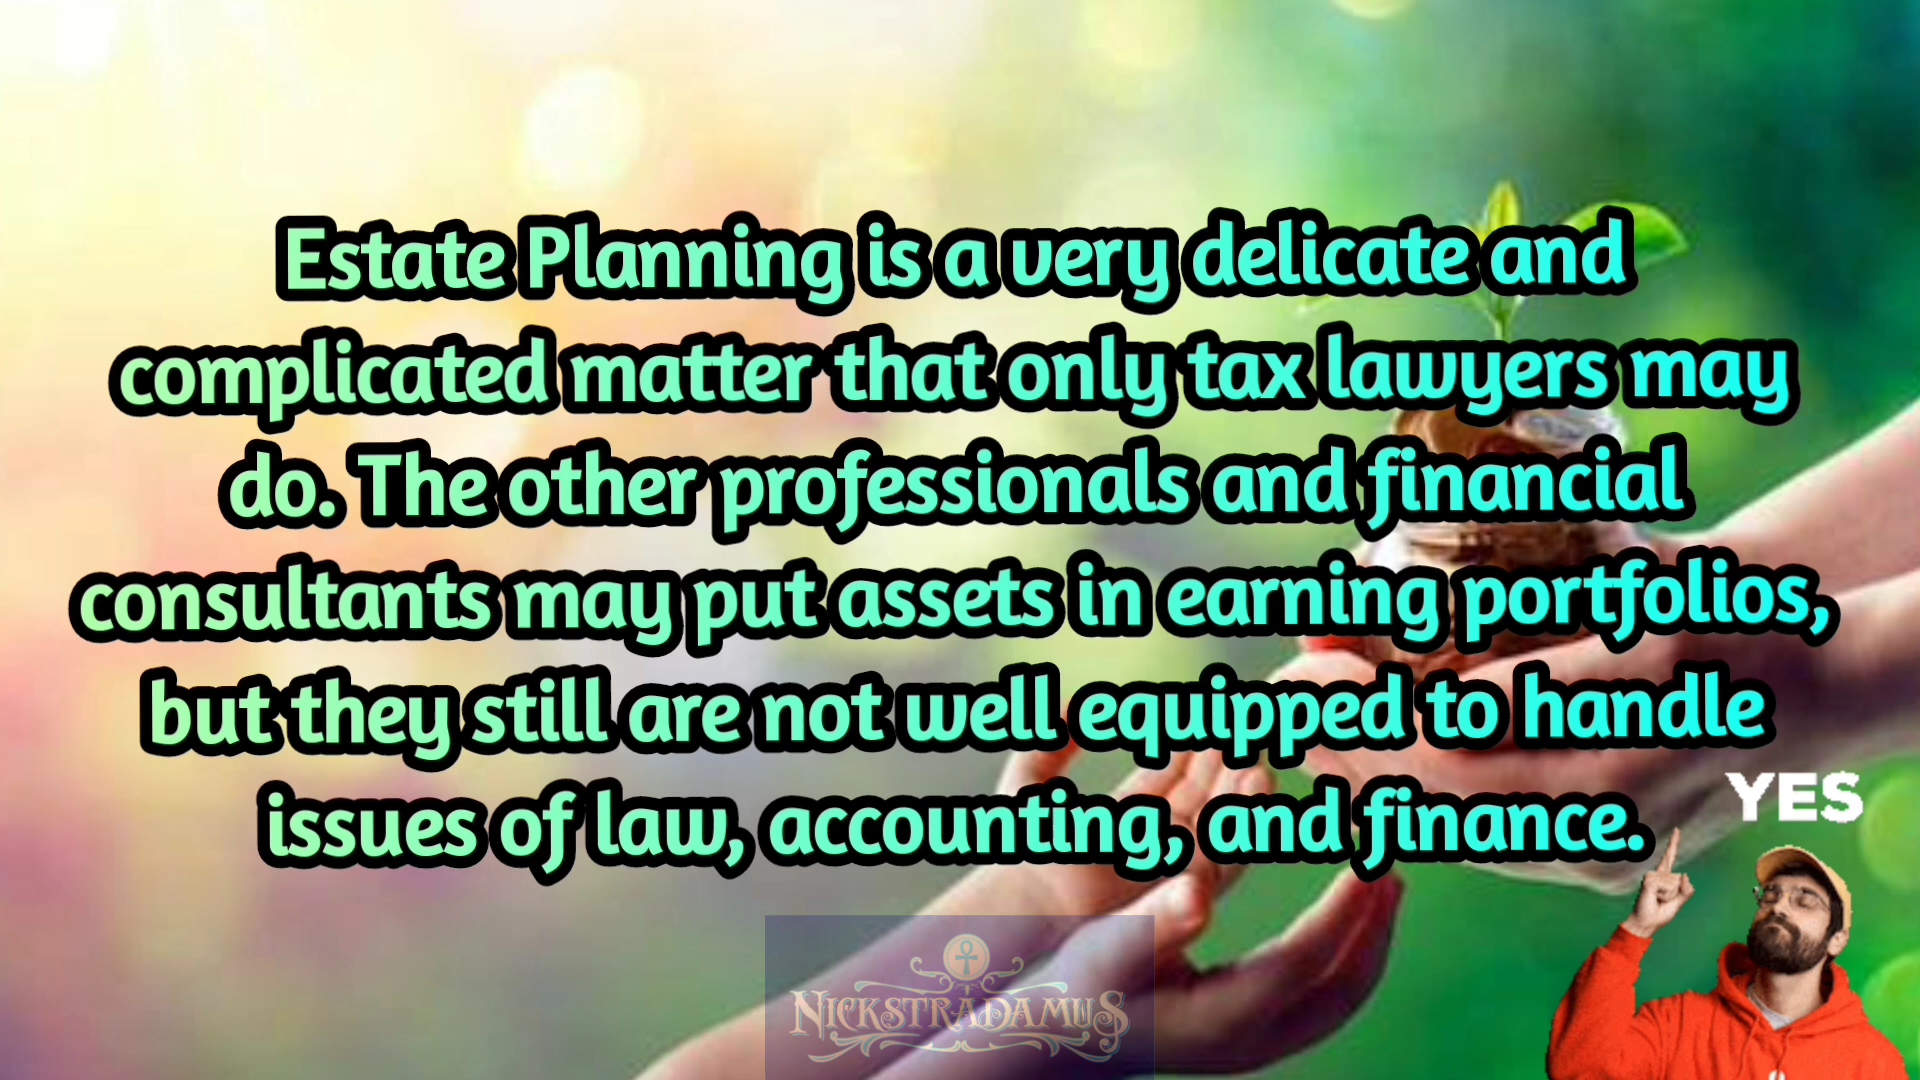 Estate Planning is a very delicate and
complicated matter that only tax lawyers may
do. The other professionals and financial
consultants may put assets in earning portfolios,
but they still are not well equipped to handle
issues of law, accounting, and finance.
YES
NICKSTRADAMUS